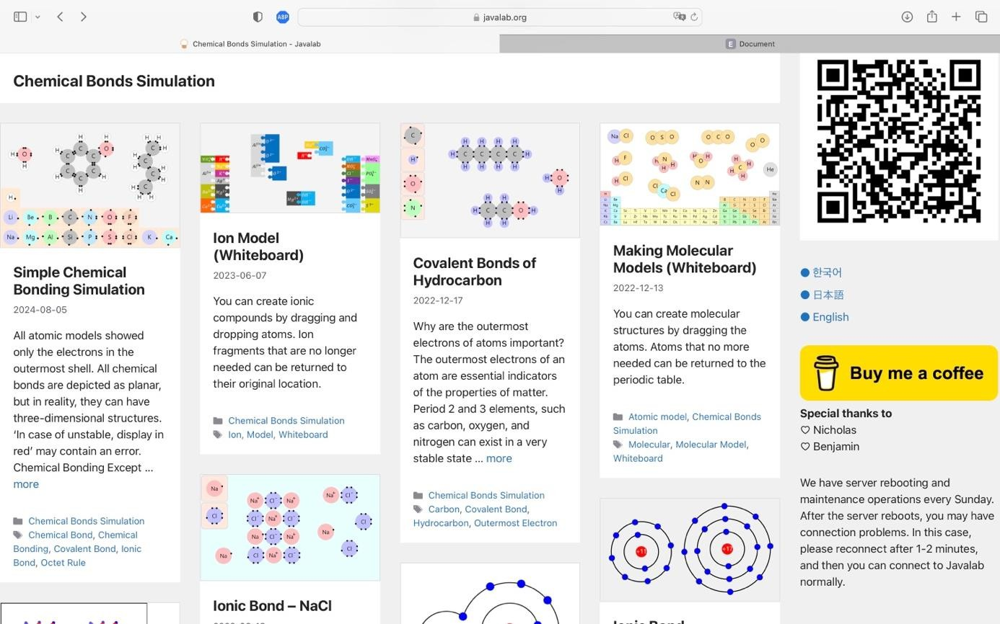 ABP
javalab.org
Chemical Bonds Simulation - Javalab
E Document
Chemical Bonds Simulation
Simple Chemical
Bonding Simulation
2024-08-05
All atomic models showed
only the electrons in the
outermost shell. All chemical
bonds are depicted as planar,
but in reality, they can have
three-dimensional structures.
‘In case of unstable, display in
red’ may contain an error.
Chemical Bonding Except ...
more
Chemical Bonds Simulation
Chemical Bond, Chemical
Bonding, Covalent Bond, Ionic
Bond, Octet Rule
Ion Model
(Whiteboard)
2023-06-07
You can create ionic
compounds by dragging and
dropping atoms. Ion
fragments that are no longer
needed can be returned to
their original location.
Chemical Bonds Simulation
Ion, Model, Whiteboard
Ionic Bond – NaCl
Covalent Bonds of
Hydrocarbon
2022-12-17
Why are the outermost
electrons of atoms important?
The outermost electrons of an
atom are essential indicators
of the properties of matter.
Period 2 and 3 elements, such
as carbon, oxygen, and
nitrogen can exist in a very
stable state ... more
Chemical Bonds Simulation
Carbon, Covalent Bond,
Hydrocarbon, Outermost Electron
Making Molecular
Models (Whiteboard)
2022-12-13
You can create molecular
structures by dragging the
atoms. Atoms that no more
needed can be returned to the
periodic table.
Atomic model, Chemical Bonds
Simulation
Molecular, Molecular Model,
Whiteboard
+11
+17
한국어
日本語
English
Buy me a coffee
Special thanks to
♡ Nicholas
♡ Benjamin
We have server rebooting and
maintenance operations every Sunday.
After the server reboots, you may have
connection problems. In this case,
please reconnect after 1-2 minutes,
and then you can connect to Javalab
normally.